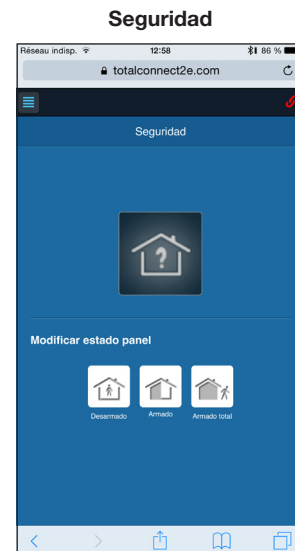 Seguridad
Réseau indisp. 12:58 86 %
totalconnect2e.com
Seguridad
?
Modificar estado panel
Desarmado Armado Armado total